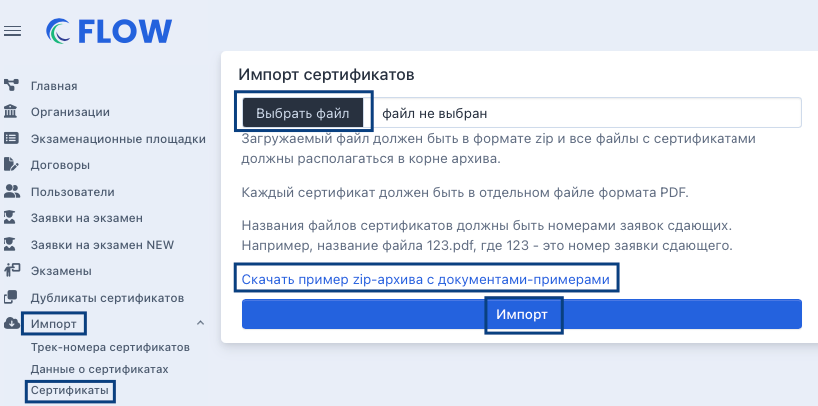 FLOW
Главная
Организации
Экзаменационные площадки
Договоры
Пользователи
Заявки на экзамен
Заявки на экзамен NEW
Экзамены
Дубликаты сертификатов
Импорт
Трек-номера сертификатов
Данные о сертификатах
Сертификаты
Импорт сертификатов
Выбрать файл файл не выбран
Загружаемый файл должен быть в формате zip и все файлы с сертификатами
должны располагаться в корне архива.
Каждый сертификат должен быть в отдельном файле формата PDF.
Названия файлов сертификатов должны быть номерами заявок сдающих.
Например, название файла 123.pdf, где 123 - это номер заявки сдающего.
Скачать пример zip-архива с документами-примерами
Импорт